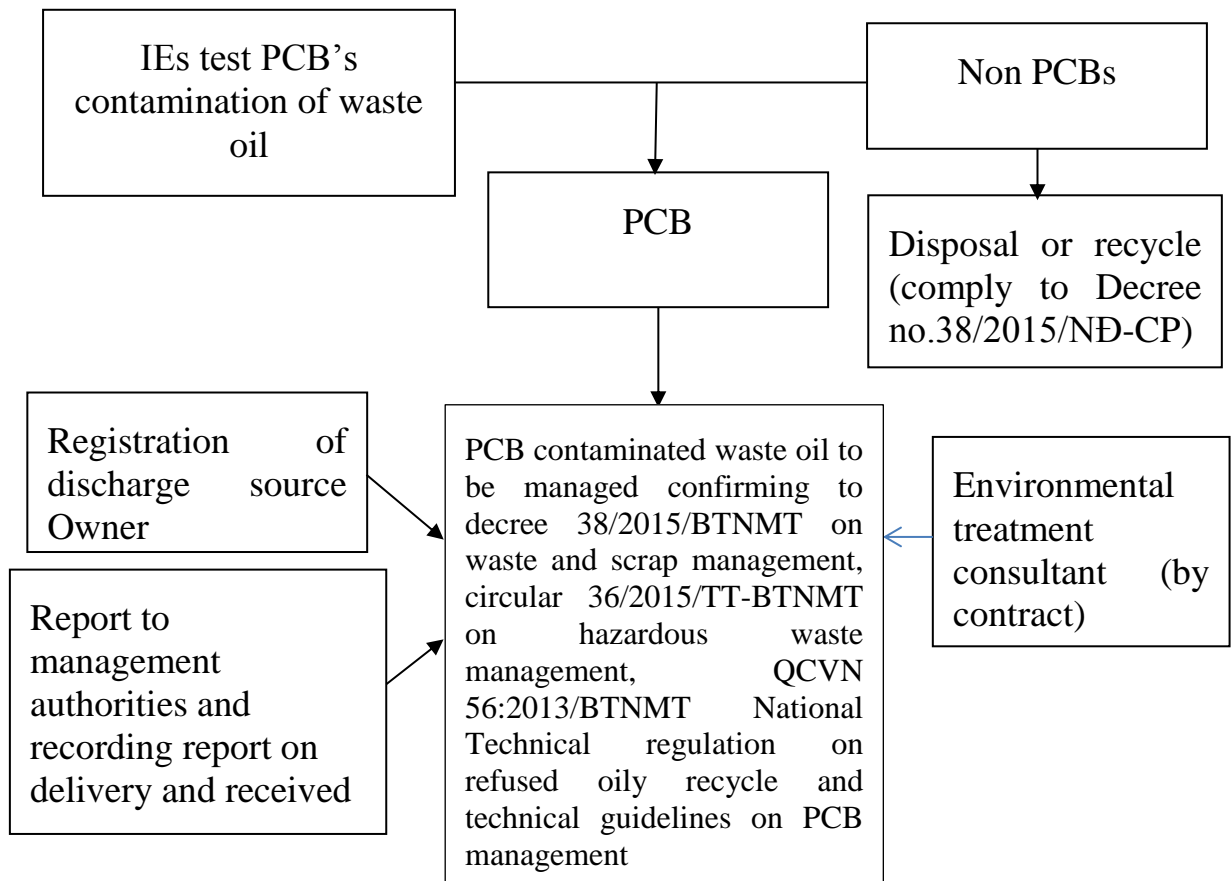 IEs test PCB's
contamination of waste
oil
Non PCBs
PCB
Disposal or recycle
(comply to Decree
no.38/2015/NĐ-CP)
Registration of
discharge source
Owner
Report to
management
authorities and
recording report on
delivery and received
PCB contaminated waste oil to
be managed confirming to
decree 38/2015/BTNMT on
waste and scrap management,
circular 36/2015/TT-BTNMT
on hazardous waste
management, QCVN
56:2013/BTNMT National
Technical regulation on
refused oily recycle and
technical guidelines on PCB
management
Environmental
treatment
consultant (by
contract)